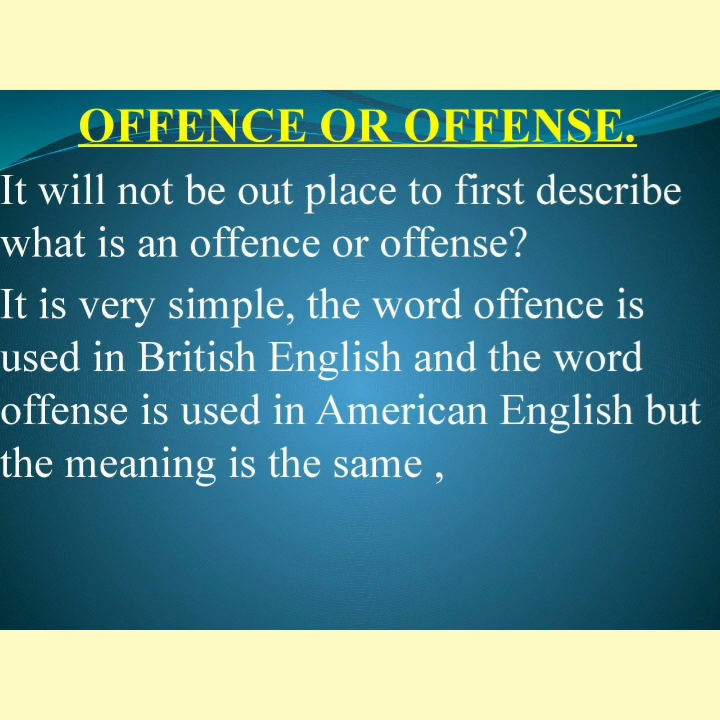 OFFENCE OR OFFENSE.
It will not be out place to first describe
what is an offence or offense?
It is very simple, the word offence is
used in British English and the word
offense is used in American English but
the meaning is the same ,